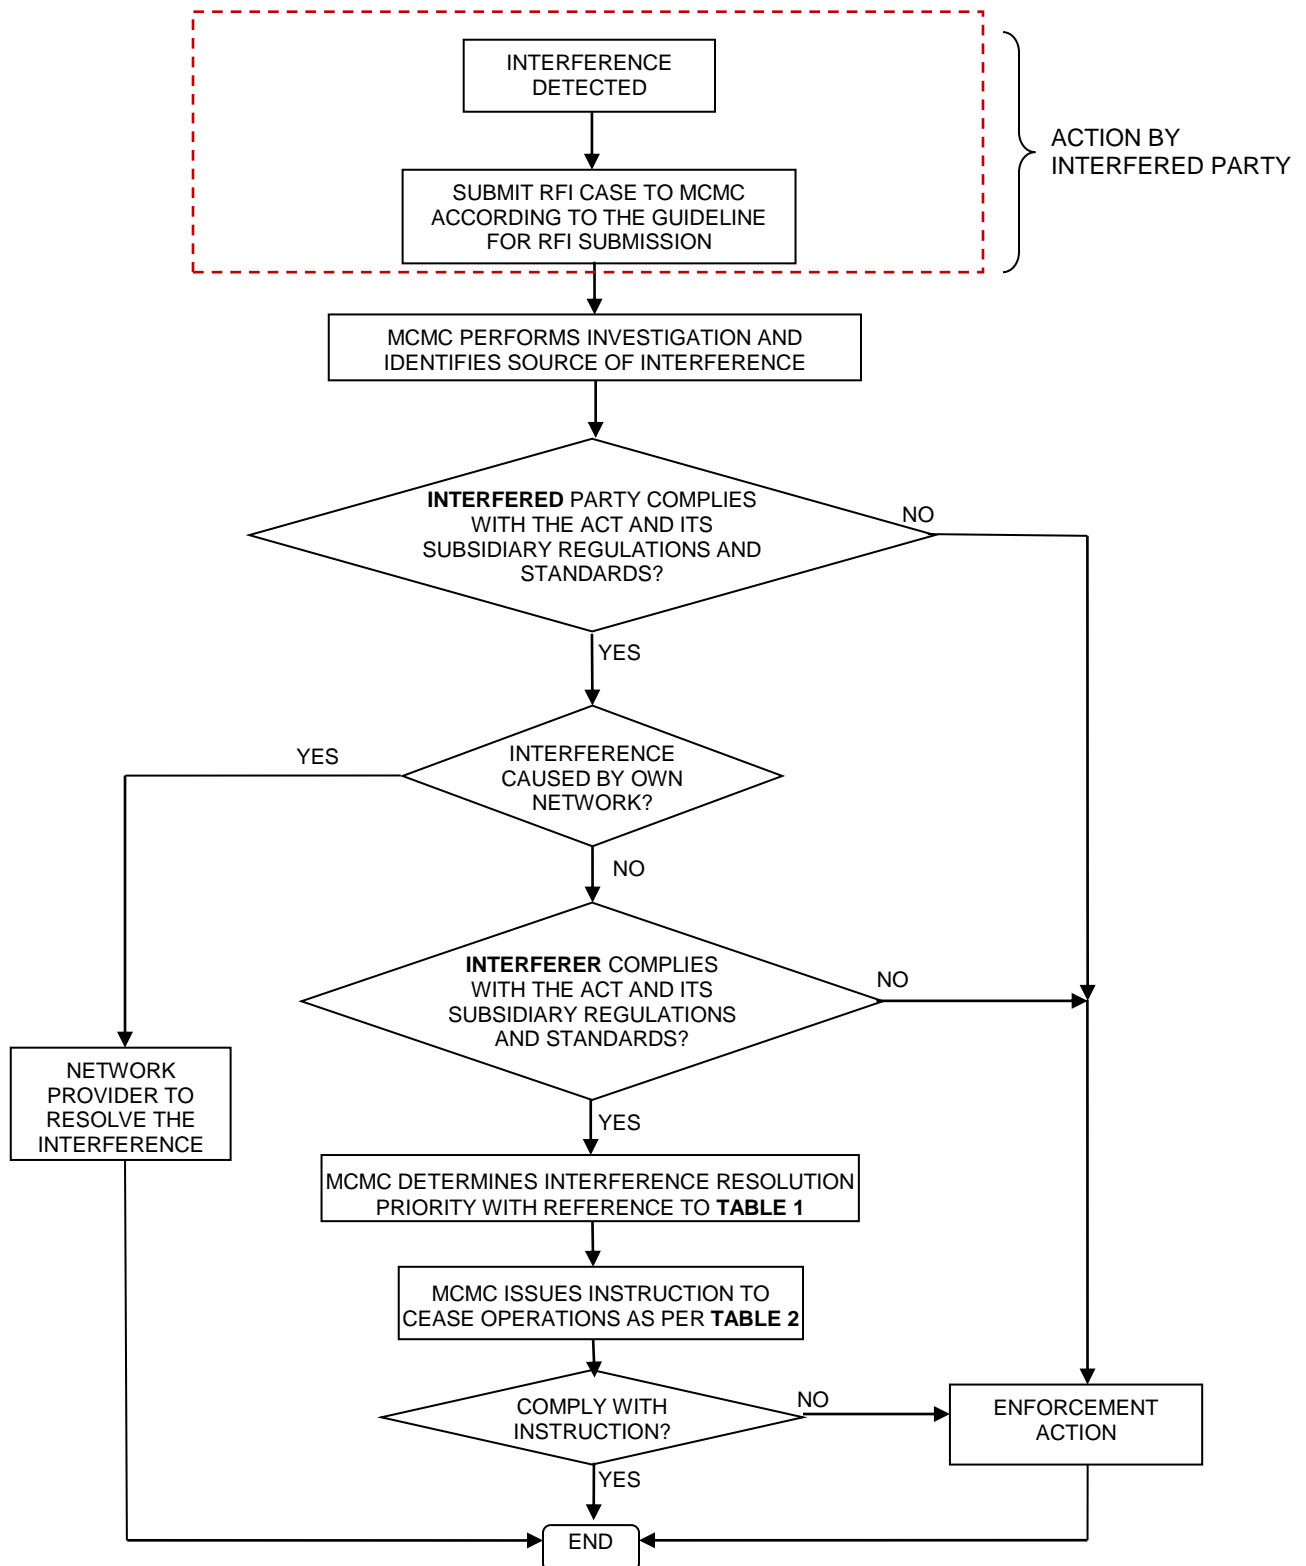 INTERFERENCE
DETECTED
ACTION BY
INTERFERED PARTY
SUBMIT RFI CASE TO MCMC
ACCORDING TO THE GUIDELINE
FOR RFI SUBMISSION
MCMC PERFORMS INVESTIGATION AND
IDENTIFIES SOURCE OF INTERFERENCE
INTERFERED PARTY COMPLIES
WITH THE ACT AND ITS
SUBSIDIARY REGULATIONS AND
STANDARDS?
NO
YES
INTERFERENCE
CAUSED BY OWN
NETWORK?
YES
NO
INTERFERER COMPLIES
WITH THE ACT AND ITS
SUBSIDIARY REGULATIONS
AND STANDARDS?
NO
NETWORK
PROVIDER TO
RESOLVE THE
INTERFERENCE
YES
MCMC DETERMINES INTERFERENCE RESOLUTION
PRIORITY WITH REFERENCE TO TABLE 1
MCMC ISSUES INSTRUCTION TO
CEASE OPERATIONS AS PER TABLE 2
COMPLY WITH
INSTRUCTION?
NO
ENFORCEMENT
ACTION
YES
END